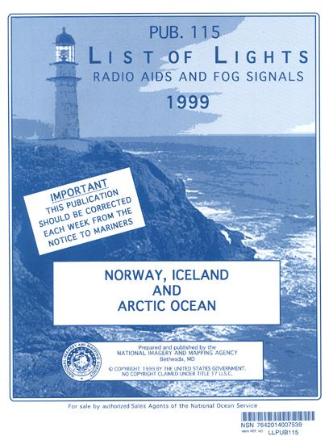 PUB. 115
LIST OF LIGHTS
RADIO AIDS AND FOG SIGNALS
1999
IMPORTANT
THIS PUBLICATION
SHOULD BE CORRECTED
EACH WEEK FROM THE
NOTICE TO MARINERS
NORWAY, ICELAND
AND
ARCTIC OCEAN
Prepared and published by the
NATIONAL IMAGERY AND MAPPING AGENCY
Bethesda, MD
© COPYRIGHT 1999 BY THE UNITED STATES GOVERNMENT.
NO COPYRIGHT CLAIMED UNDER TITLE 17 U.S.C.
For sale by authorized Sales Agents of the National Ocean Service
NSN 7642014007839
LLPUB115